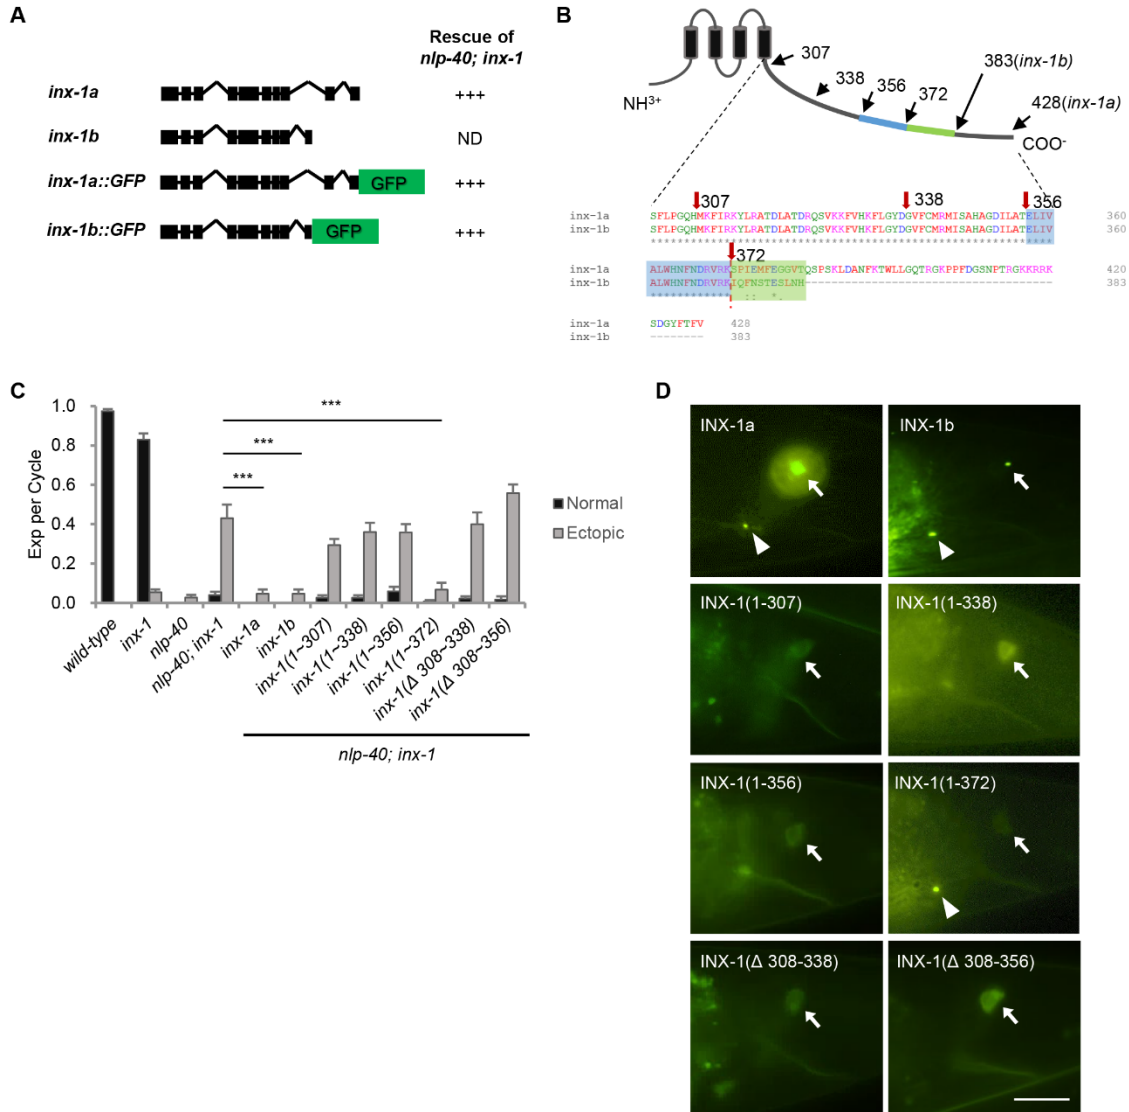 A
Rescue of
nlp-40; inx-1
inx-1a
+++
inx-1b
ND
inx-1a::GFP
GFP
+++
inx-1b::GFP
GFP
+++
B
NH3+
307
338
356
372
383(inx-1b)
428(inx-1a)
COO-
307
338
356
inx-1a SFLPGQHMKFIRKYLRATDLATDRQSVKKFVHKFLGYDGVFCMRMISAHAGDILATELIV 360
inx-1b SFLPGQHMKFIRKYLRATDLATDRQSVKKFVHKFLGYDGVFCMRMISAHAGDILATELIV 360
************************************************************
372
inx-1a ALWHNFNDRVRKSPIEMFEGGVTQSPSKLDANFKTWLLGQTRGKPPFDGSNPTRGKKRRK 420
inx-1b ALWHNFNDRVRKIQFNSTESLNH------------------------------------- 383
************ :: *.
inx-1a SDGYFTFV 428
inx-1b -------- 383
C
Exp per Cycle
1.0
0.8
0.6
0.4
0.2
0.0
***
***
***
Normal
Ectopic
wild-type
inx-1
nlp-40
nlp-40; inx-1
inx-1a
inx-1b
inx-1(1~307)
inx-1(1~338)
inx-1(1~356)
inx-1(1~372)
inx-1(Δ 308~338)
inx-1(Δ 308~356)
nlp-40; inx-1
D
INX-1a
INX-1b
INX-1(1-307)
INX-1(1-338)
INX-1(1-356)
INX-1(1-372)
INX-1(Δ 308-338)
INX-1(Δ 308-356)